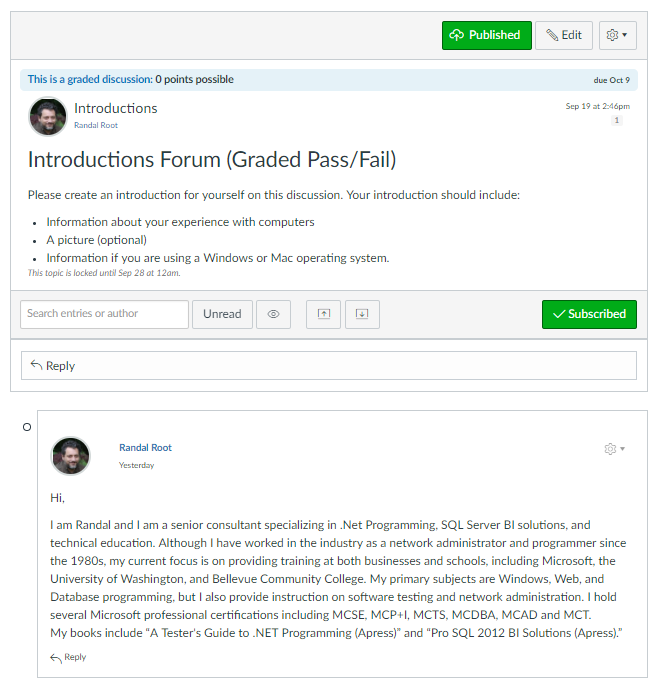 Published
Edit
This is a graded discussion: 0 points possible
due Oct 9
Introductions
Randal Root
Sep 19 at 2:46pm
1
Introductions Forum (Graded Pass/Fail)
Please create an introduction for yourself on this discussion. Your introduction should include:
• Information about your experience with computers
• A picture (optional)
• Information if you are using a Windows or Mac operating system.
This topic is locked until Sep 28 at 12am.
Search entries or author
Unread
Subscribed
Reply
Randal Root
Yesterday
Hi,
I am Randal and I am a senior consultant specializing in .Net Programming, SQL Server BI solutions, and
technical education. Although I have worked in the industry as a network administrator and programmer since
the 1980s, my current focus is on providing training at both businesses and schools, including Microsoft, the
University of Washington, and Bellevue Community College. My primary subjects are Windows, Web, and
Database programming, but I also provide instruction on software testing and network administration. I hold
several Microsoft professional certifications including MCSE, MCP+I, MCTS, MCDBA, MCAD and MCT.
My books include “A Tester's Guide to .NET Programming (Apress)” and “Pro SQL 2012 BI Solutions (Apress).”
Reply